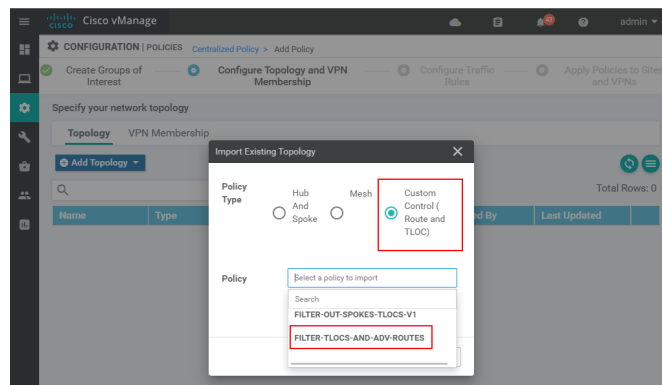 CISCO
Cisco vManage
admin
CONFIGURATION | POLICIES Centralized Policy > Add Policy
Create Groups of Interest
Configure Topology and VPN Membership
Configure Traffic Rules
Apply Policies to Sites and VPNs
Specify your network topology
Topology
VPN Membership
Add Topology
Total Rows: 0
Name
Type
ed By
Last Updated
Import Existing Topology
Policy Type
Hub And Spoke
Mesh
Custom Control ( Route and TLOC)
Policy
Select a policy to import
Search
FILTER-OUT-SPOKES-TLOCS-V1
FILTER-TLOCS-AND-ADV-ROUTES